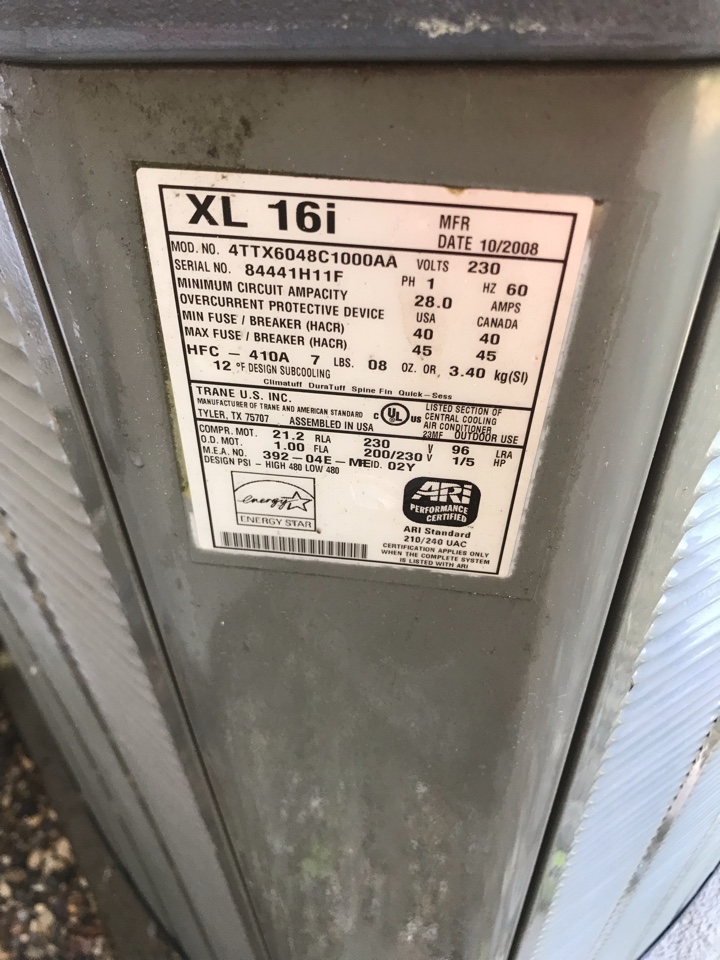 XL 16i
MFR
DATE 10/2008
MOD. NO. 4TTX6048C1000AA VOLTS 230
SERIAL NO. 84441H11F PH 1 HZ 60
MINIMUM CIRCUIT AMPACITY 28.0 AMPS
OVERCURRENT PROTECTIVE DEVICE USA CANADA
MIN FUSE / BREAKER (HACR) 40 40
MAX FUSE / BREAKER (HACR) 45 45
HFC - 410A 7 LBS. 08 OZ. OR, 3.40 kg(SI)
12 °F DESIGN SUBCOOLING
Climatuff DuraTuff Spine Fin Quick-Sess
TRANE U.S. INC.
MANUFACTURER OF TRANE AND AMERICAN STANDARD
TYLER, TX 75707 ASSEMBLED IN USA
C UL US
LISTED SECTION OF
CENTRAL COOLING
AIR CONDITIONER
23MF OUTDOOR USE
COMPR. MOT. 21.2 RLA 230 V 96 LRA
O.D. MOT. 1.00 FLA 200/230 V 1/5 HP
M.E.A. NO. 392-04E-MEID. 02Y
DESIGN PSI - HIGH 480 LOW 480
energy
ENERGY STAR
ARI
PERFORMANCE
CERTIFIED
ARI Standard
210/240 UAC
CERTIFICATION APPLIES ONLY
WHEN THE COMPLETE SYSTEM
IS LISTED WITH ARI